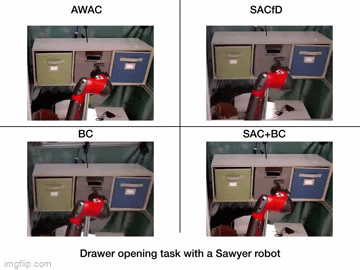 AWAC
SACfD
BC
SAC+BC
Drawer opening task with a Sawyer robot
imgflip.com